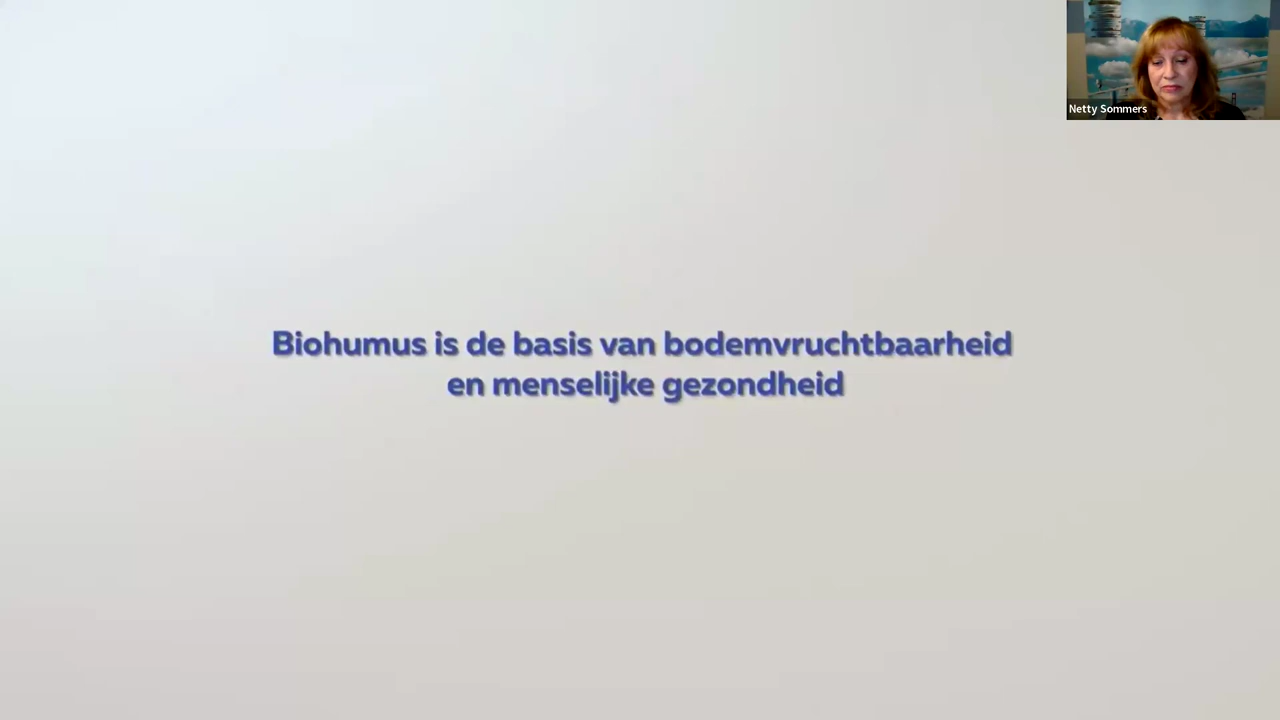 Netty Sommers
Biohumus is de basis van bodemvruchtbaarheid
en menselijke gezondheid